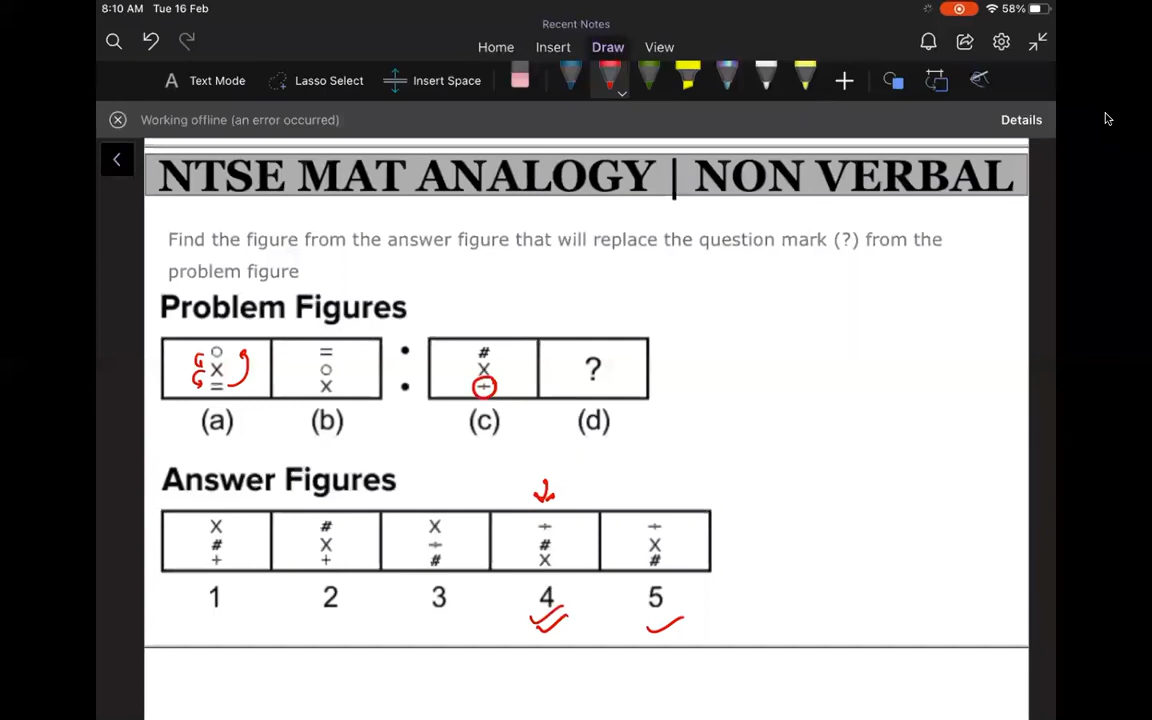 8:10 AM Tue 16 Feb
58%
Recent Notes
Home Insert Draw View
Text Mode Lasso Select Insert Space
Working offline (an error occurred) Details
NTSE MAT ANALOGY | NON VERBAL
Find the figure from the answer figure that will replace the question mark (?) from the
problem figure
Problem Figures
○ = : # ?
X ○ X
= X ÷
(a) (b) (c) (d)
Answer Figures
X # X ÷ ÷
# X ÷ # X
+ + # X #
1 2 3 4 5